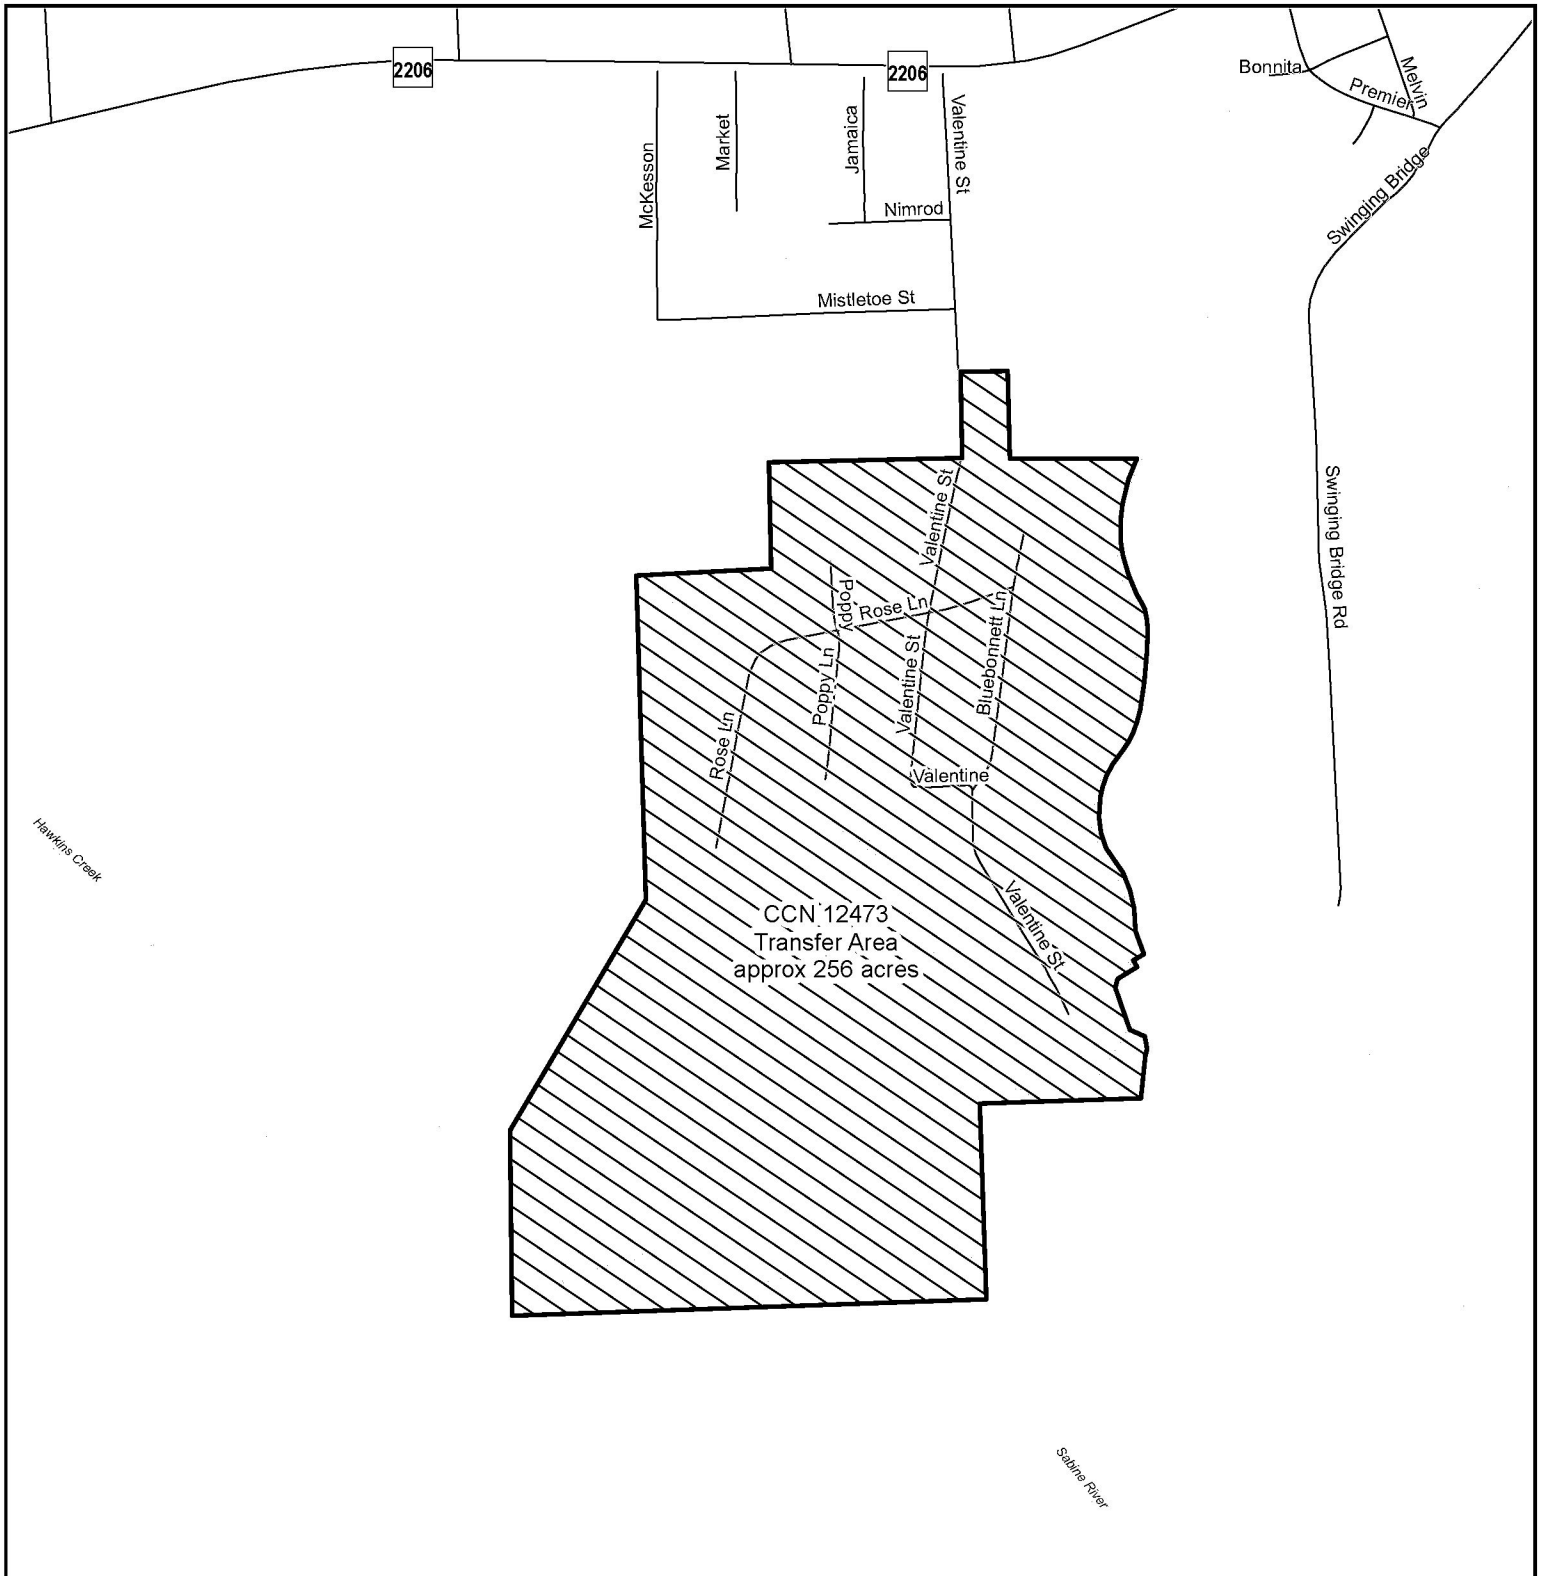 2206
2206
Bonnita
Melvin
Premier
McKesson
Market
Jamaica
Valentine St
Nimrod
Swinging Bridge
Mistletoe St
Swinging Bridge Rd
Valentine St
Poppy
Rose Ln
Bluebonnett Ln
Valentine St
Poppy Ln
Rose Ln
Valentine
Hawkins Creek
Valentine St
CCN 12473
Transfer Area
approx 256 acres
Sabine River